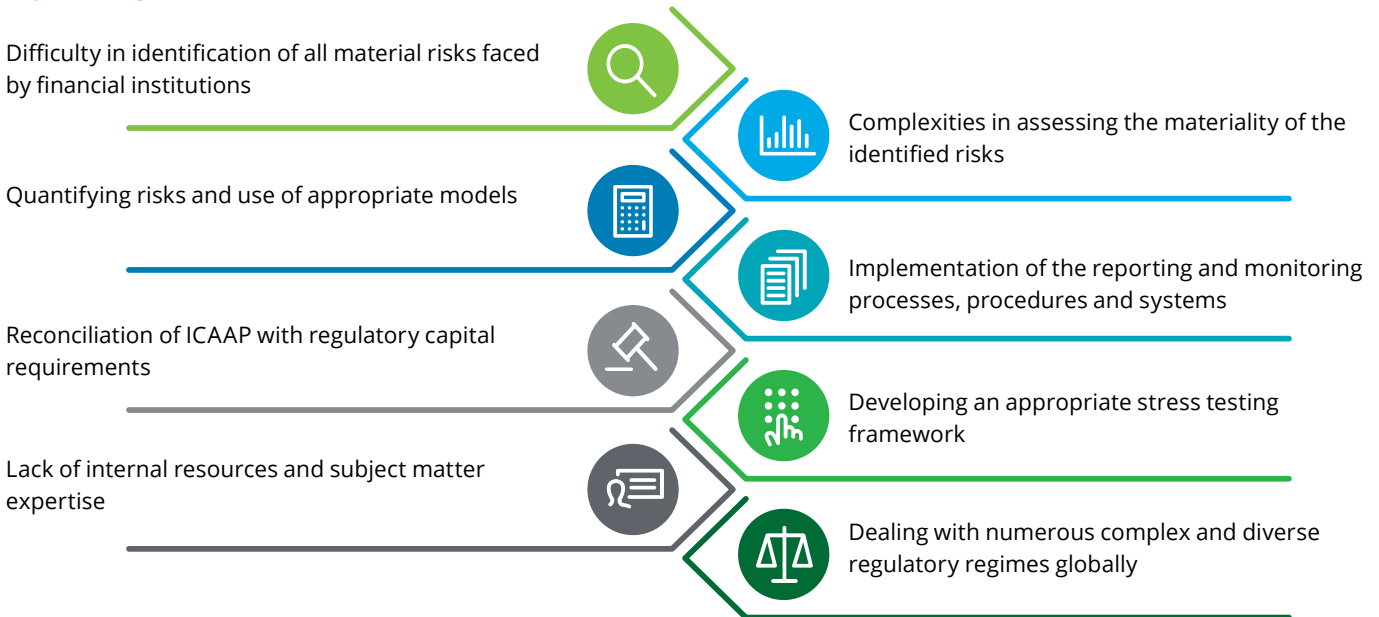 Difficulty in identification of all material risks faced
by financial institutions
Complexities in assessing the materiality of the
identified risks
Quantifying risks and use of appropriate models
Implementation of the reporting and monitoring
processes, procedures and systems
Reconciliation of ICAAP with regulatory capital
requirements
Developing an appropriate stress testing
framework
Lack of internal resources and subject matter
expertise
Dealing with numerous complex and diverse
regulatory regimes globally